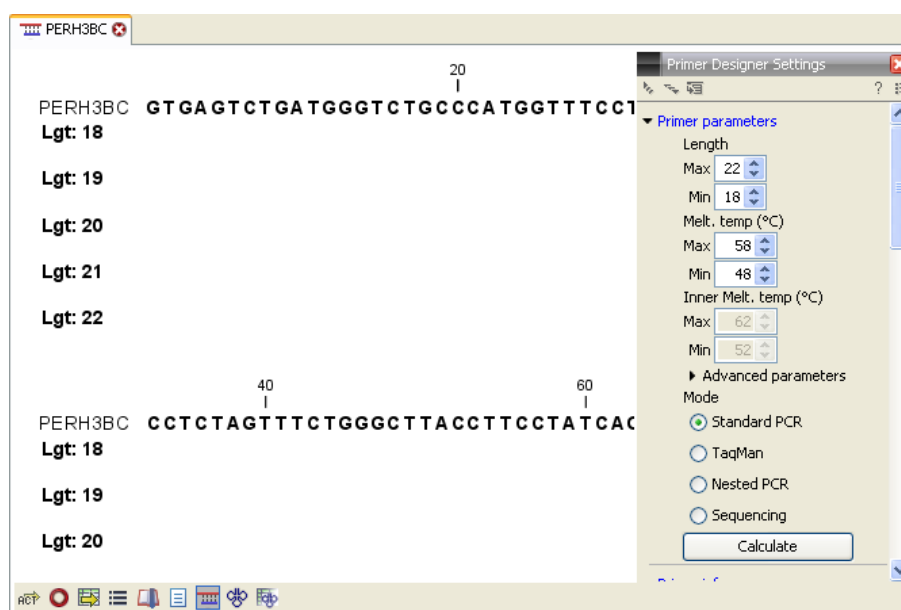 PERH3BC
20
PERH3BC GTGAGTCTGATGGGTCTGCCCATGGTTTCCT
Lgt: 18
Lgt: 19
Lgt: 20
Lgt: 21
Lgt: 22
40 60
PERH3BC CCTCTAGTTTCTGGGCTTACCTTCCTATCAC
Lgt: 18
Lgt: 19
Lgt: 20
ACT
Primer Designer Settings
?
Primer parameters
Length
Max 22
Min 18
Melt. temp (°C)
Max 58
Min 48
Inner Melt. temp (°C)
Max 62
Min 52
Advanced parameters
Mode
Standard PCR
TaqMan
Nested PCR
Sequencing
Calculate